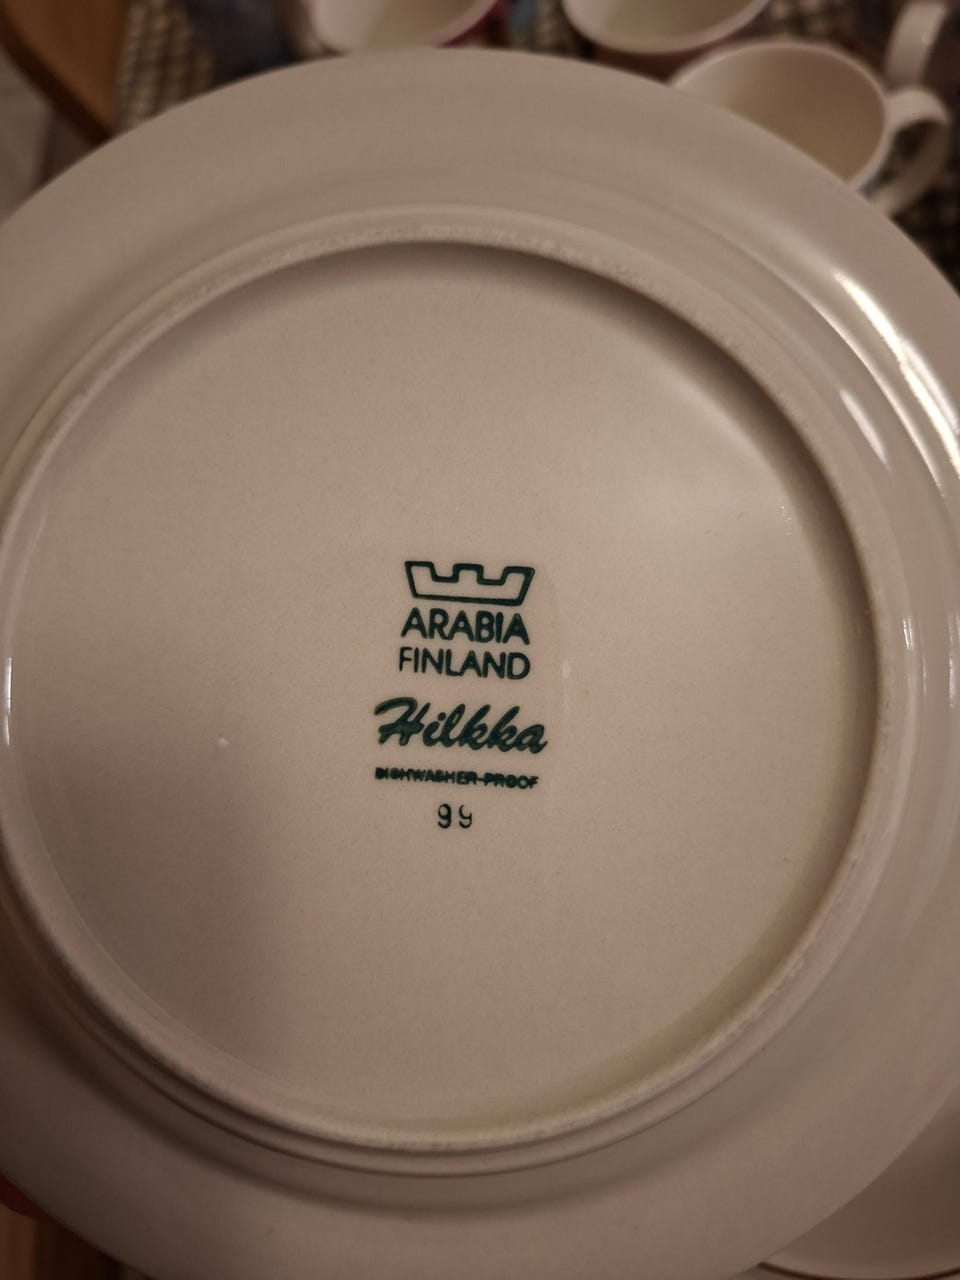 ARABIA
FINLAND
Hilkka
DISHWASHER-PROOF
99